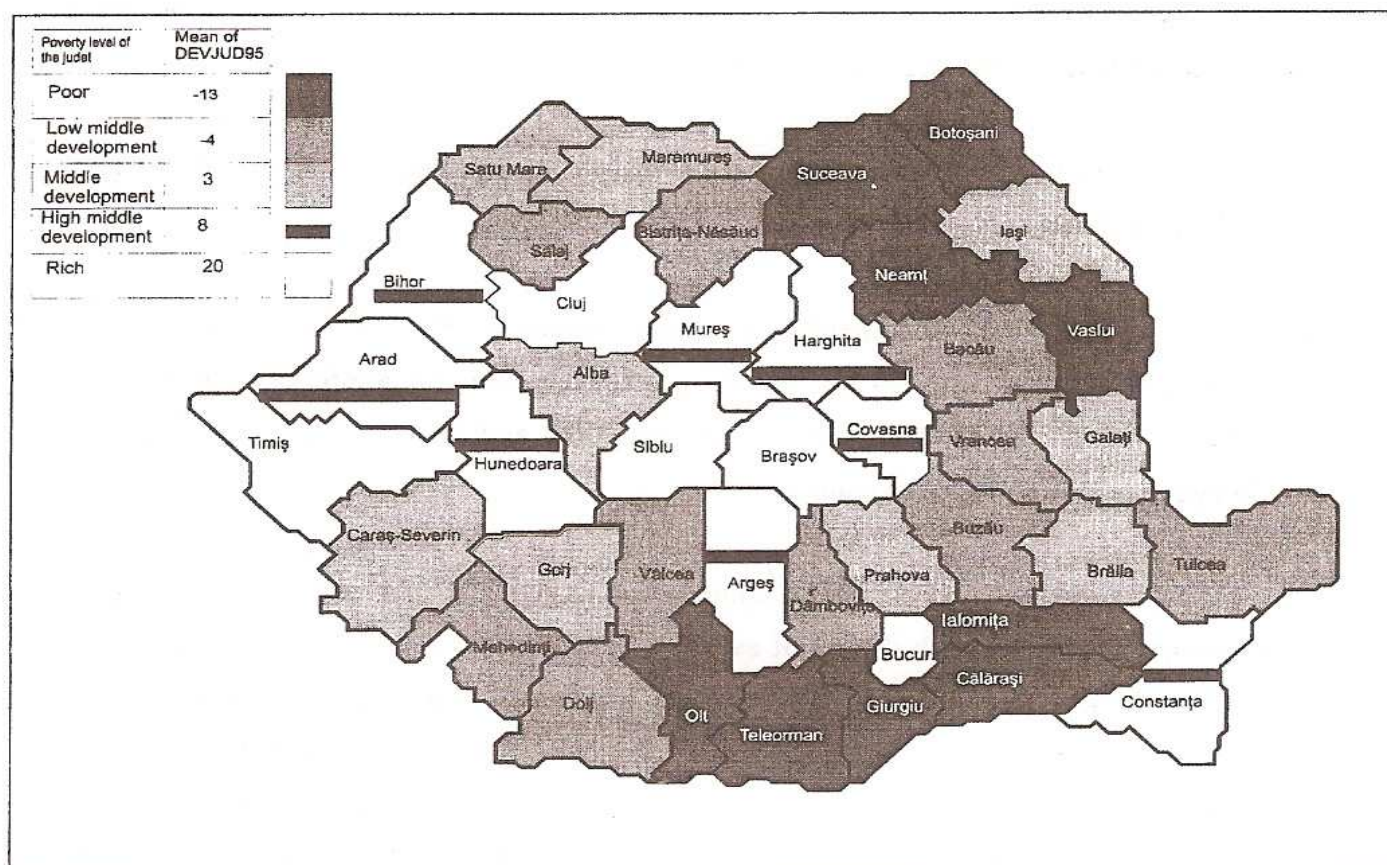 Poverty level of
the judet
Mean of
DEVJUD95
Poor
-13
Low middle
development
-4
Middle
development
3
High middle
development
8
Rich
20
Botoşani
Suceava
Maramureş
Satu Mare
Bistriţa-Năsăud
Iaşi
Sălaj
Neamţ
Bihor
Cluj
Mureş
Harghita
Vaslui
Bacău
Arad
Alba
Timiş
Hunedoara
Sibiu
Braşov
Covasna
Vrancea
Galaţi
Caraş-Severin
Gorj
Vâlcea
Argeş
Dâmboviţa
Prahova
Buzău
Brăila
Tulcea
Ialomiţa
Mehedinţi
Bucur
Călăraşi
Dolj
Olt
Teleorman
Giurgiu
Constanţa